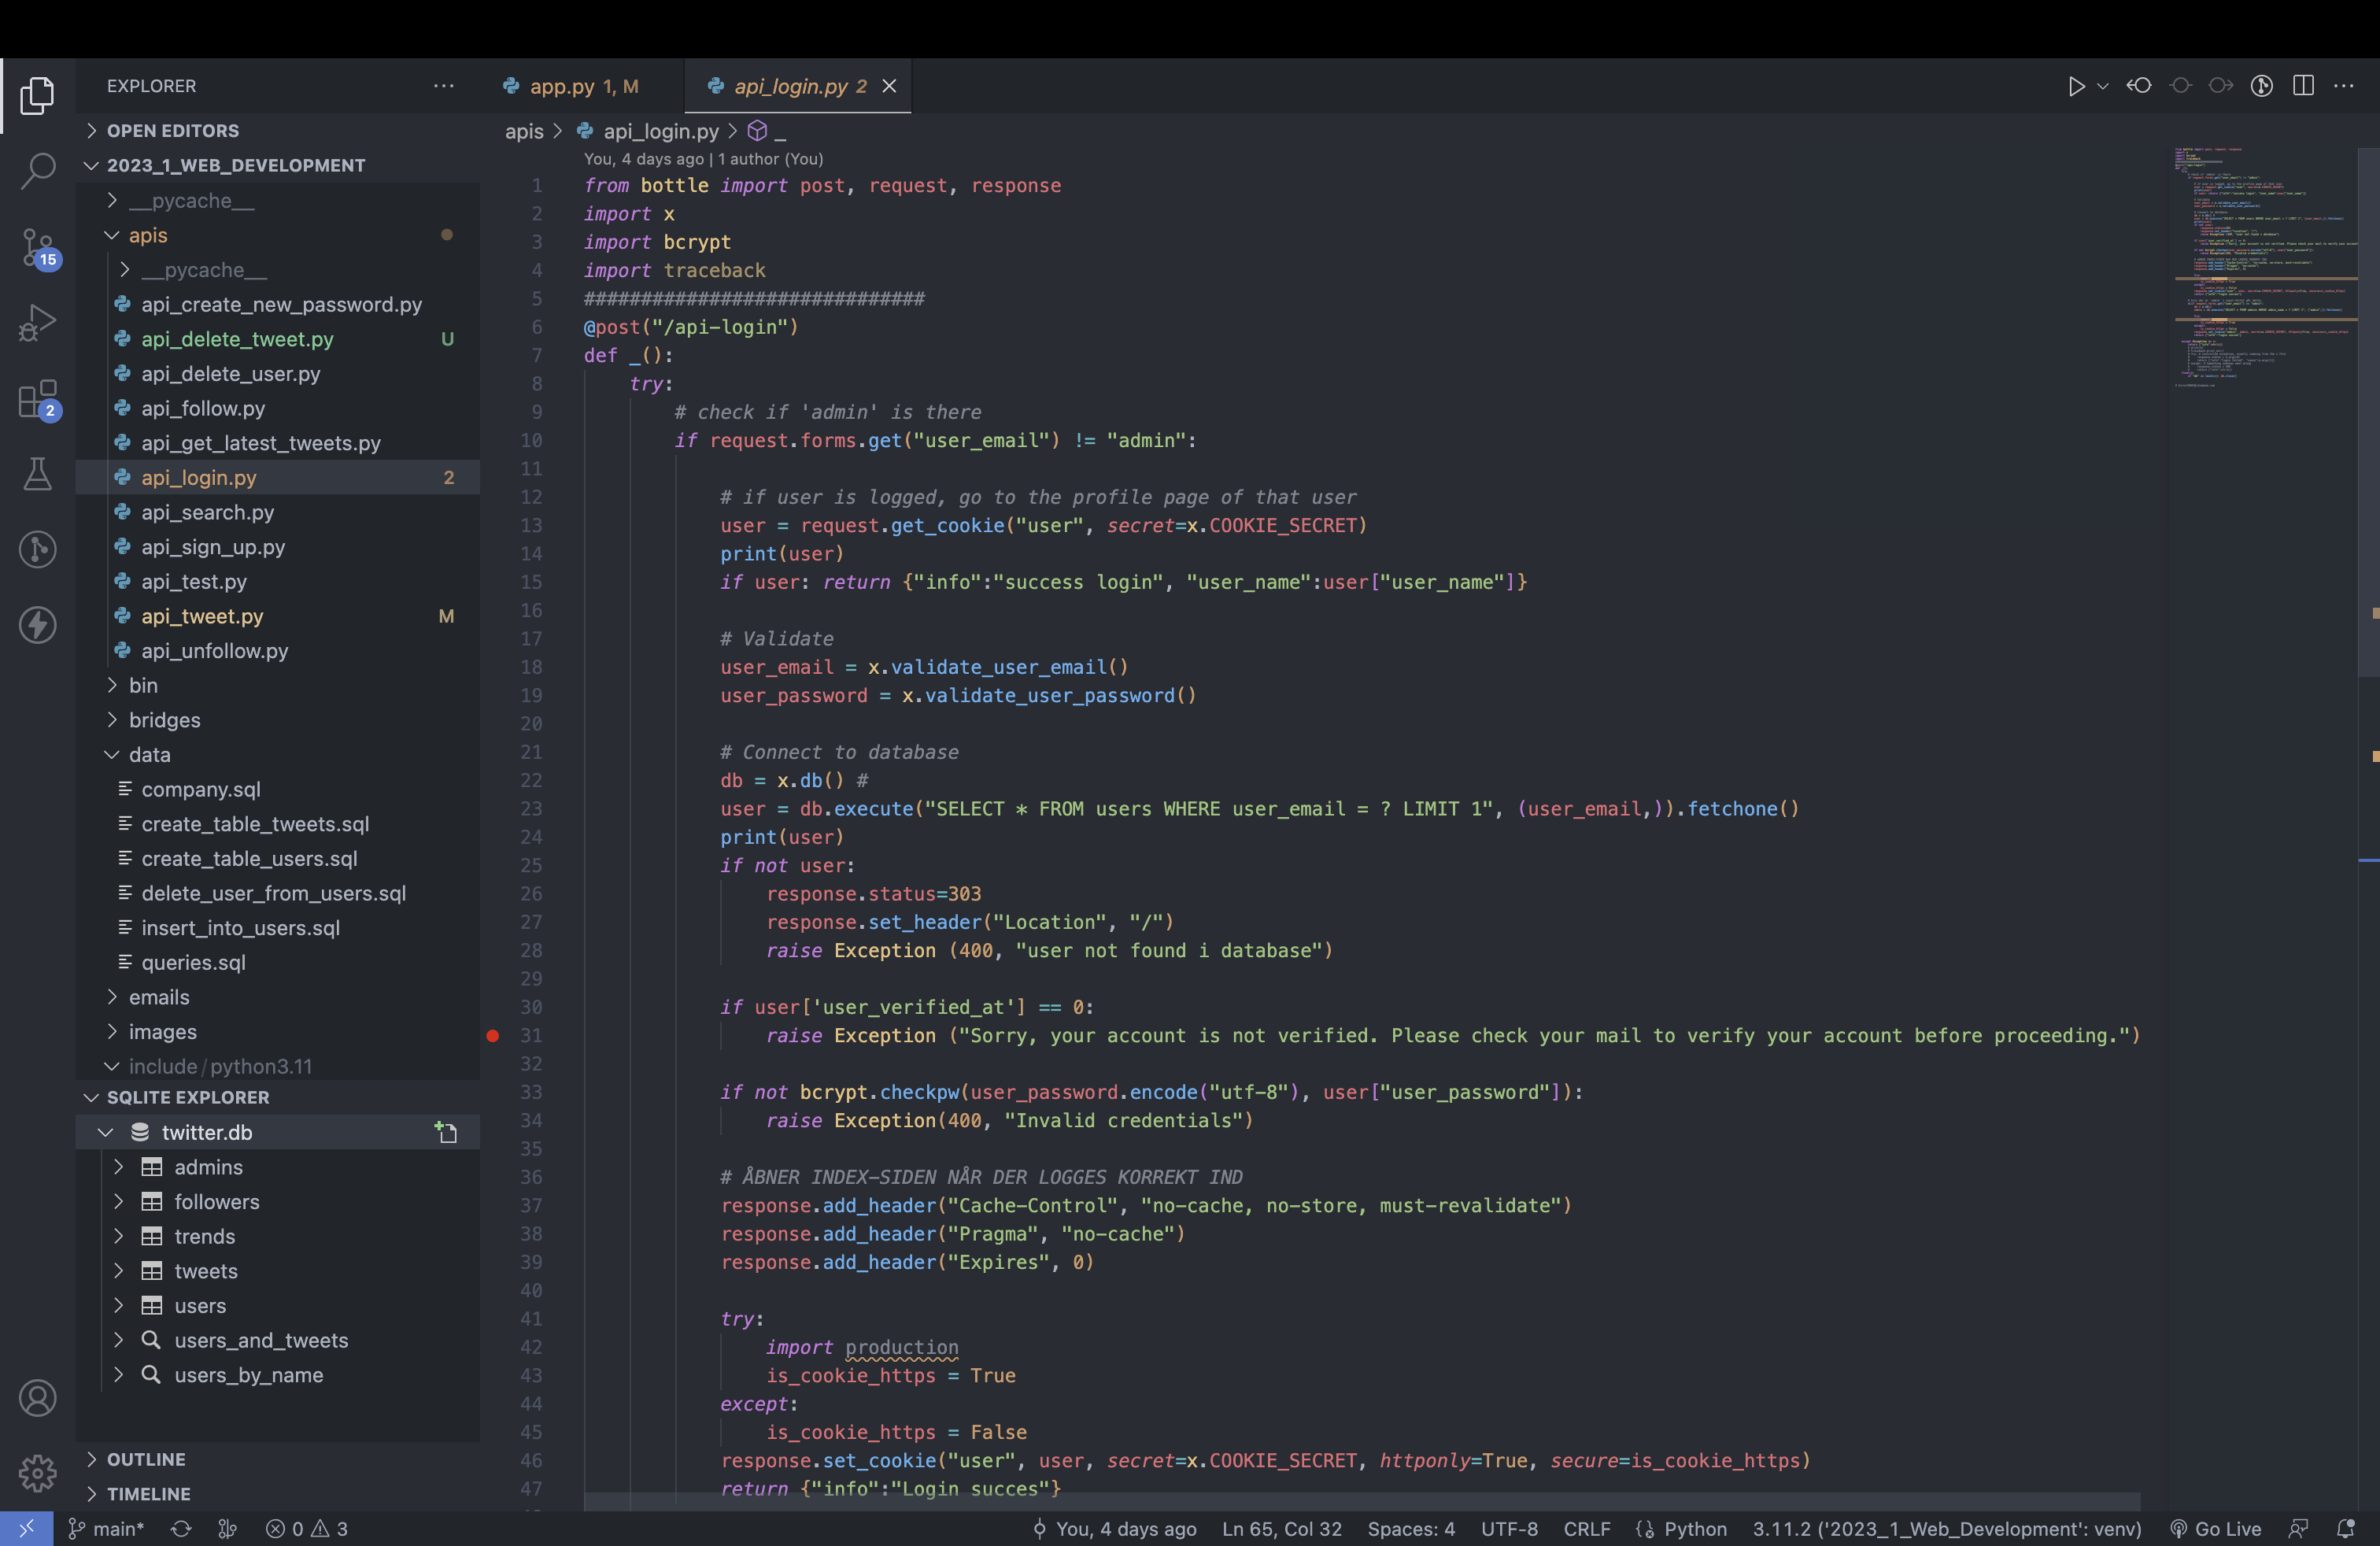 EXPLORER
app.py 1, M
api_login.py 2
OPEN EDITORS
2023_1_WEB_DEVELOPMENT
__pycache__
apis
__pycache__
api_create_new_password.py
api_delete_tweet.py U
api_delete_user.py
api_follow.py
api_get_latest_tweets.py
api_login.py 2
api_search.py
api_sign_up.py
api_test.py
api_tweet.py M
api_unfollow.py
bin
bridges
data
company.sql
create_table_tweets.sql
create_table_users.sql
delete_user_from_users.sql
insert_into_users.sql
queries.sql
emails
images
include/python3.11
SQLITE EXPLORER
twitter.db
admins
followers
trends
tweets
users
users_and_tweets
users_by_name
OUTLINE
TIMELINE
15
2
apis > api_login.py > _
You, 4 days ago | 1 author (You)
1 from bottle import post, request, response
2 import x
3 import bcrypt
4 import traceback
5 ##############################
6 @post("/api-login")
7 def _():
8 try:
9 # check if 'admin' is there
10 if request.forms.get("user_email") != "admin":
11
12 # if user is logged, go to the profile page of that user
13 user = request.get_cookie("user", secret=x.COOKIE_SECRET)
14 print(user)
15 if user: return {"info":"success login", "user_name":user["user_name"]}
16
17 # Validate
18 user_email = x.validate_user_email()
19 user_password = x.validate_user_password()
20
21 # Connect to database
22 db = x.db() #
23 user = db.execute("SELECT * FROM users WHERE user_email = ? LIMIT 1", (user_email,)).fetchone()
24 print(user)
25 if not user:
26 response.status=303
27 response.set_header("Location", "/")
28 raise Exception (400, "user not found i database")
29
30 if user['user_verified_at'] == 0:
31 raise Exception ("Sorry, your account is not verified. Please check your mail to verify your account before proceeding.")
32
33 if not bcrypt.checkpw(user_password.encode("utf-8"), user["user_password"]):
34 raise Exception(400, "Invalid credentials")
35
36 # ÅBNER INDEX-SIDEN NÅR DER LOGGES KORREKT IND
37 response.add_header("Cache-Control", "no-cache, no-store, must-revalidate")
38 response.add_header("Pragma", "no-cache")
39 response.add_header("Expires", 0)
40
41 try:
42 import production
43 is_cookie_https = True
44 except:
45 is_cookie_https = False
46 response.set_cookie("user", user, secret=x.COOKIE_SECRET, httponly=True, secure=is_cookie_https)
47 return {"info":"Login succes"}
main* 0 3 You, 4 days ago Ln 65, Col 32 Spaces: 4 UTF-8 CRLF Python 3.11.2 ('2023_1_Web_Development': venv) Go Live